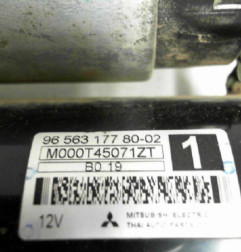 96 563 177 80-02
M000T45071ZT
B0 19
1
12V
MITSUBISHI ELECTRIC
THAI AUTO PARTS